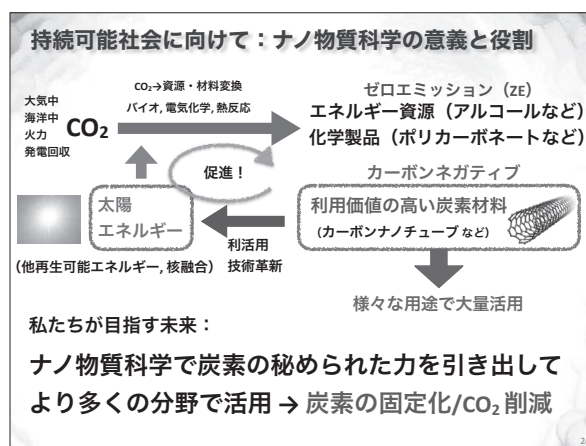 持続可能社会に向けて：ナノ物質科学の意義と役割
CO₂→資源・材料変換
バイオ, 電気化学, 熱反応
大気中
海洋中
火力
発電回収
CO₂
ゼロエミッション（ZE）
エネルギー資源（アルコールなど）
化学製品（ポリカーボネートなど）
促進！
カーボンネガティブ
太陽
エネルギー
利用価値の高い炭素材料
（カーボンナノチューブ など）
利活用
技術革新
（他再生可能エネルギー, 核融合）
様々な用途で大量活用
私たちが目指す未来：
ナノ物質科学で炭素の秘められた力を引き出して
より多くの分野で活用 → 炭素の固定化/CO₂ 削減
2